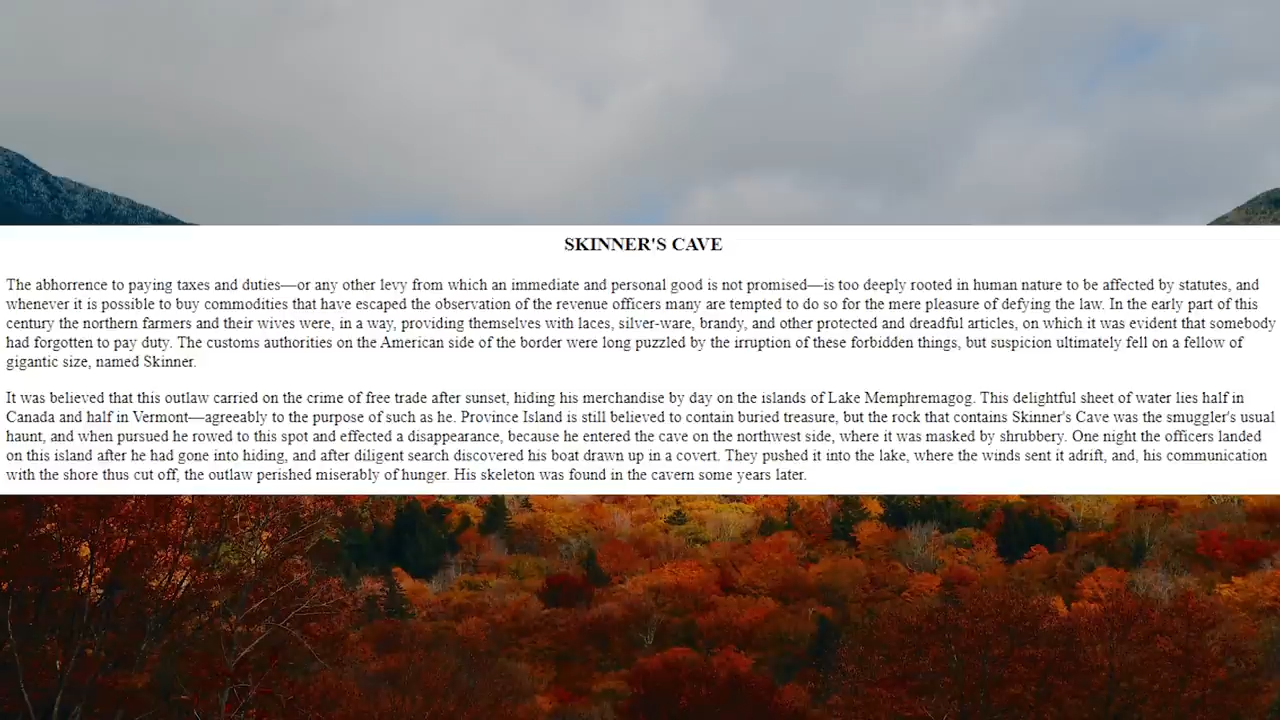 SKINNER'S CAVE
The abhorrence to paying taxes and duties—or any other levy from which an immediate and personal good is not promised—is too deeply rooted in human nature to be affected by statutes, and
whenever it is possible to buy commodities that have escaped the observation of the revenue officers many are tempted to do so for the mere pleasure of defying the law. In the early part of this
century the northern farmers and their wives were, in a way, providing themselves with laces, silver-ware, brandy, and other protected and dreadful articles, on which it was evident that somebody
had forgotten to pay duty. The customs authorities on the American side of the border were long puzzled by the irruption of these forbidden things, but suspicion ultimately fell on a fellow of
gigantic size, named Skinner.
It was believed that this outlaw carried on the crime of free trade after sunset, hiding his merchandise by day on the islands of Lake Memphremagog. This delightful sheet of water lies half in
Canada and half in Vermont—agreeably to the purpose of such as he. Province Island is still believed to contain buried treasure, but the rock that contains Skinner's Cave was the smuggler's usual
haunt, and when pursued he rowed to this spot and effected a disappearance, because he entered the cave on the northwest side, where it was masked by shrubbery. One night the officers landed
on this island after he had gone into hiding, and after diligent search discovered his boat drawn up in a covert. They pushed it into the lake, where the winds sent it adrift, and, his communication
with the shore thus cut off, the outlaw perished miserably of hunger. His skeleton was found in the cavern some years later.